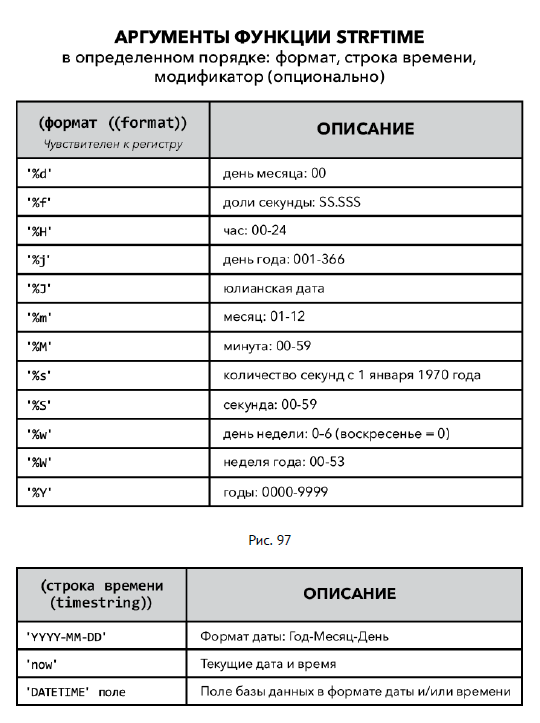 АРГУМЕНТЫ ФУНКЦИИ STRFTIME
в определенном порядке: формат, строка времени,
модификатор (опционально)
(формат ((format)) ОПИСАНИЕ
Чувствителен к регистру
'%d' день месяца: 00
'%f' доли секунды: SS.SSS
'%H' час: 00-24
'%j' день года: 001-366
'%J' юлианская дата
'%m' месяц: 01-12
'%M' минута: 00-59
'%s' количество секунд с 1 января 1970 года
'%S' секунда: 00-59
'%w' день недели: 0-6 (воскресенье = 0)
'%W' неделя года: 00-53
'%Y' годы: 0000-9999
Рис. 97
(строка времени
(timestring)) ОПИСАНИЕ
'YYYY-MM-DD' Формат даты: Год-Месяц-День
'now' Текущие дата и время
'DATETIME' поле Поле базы данных в формате даты и/или времени